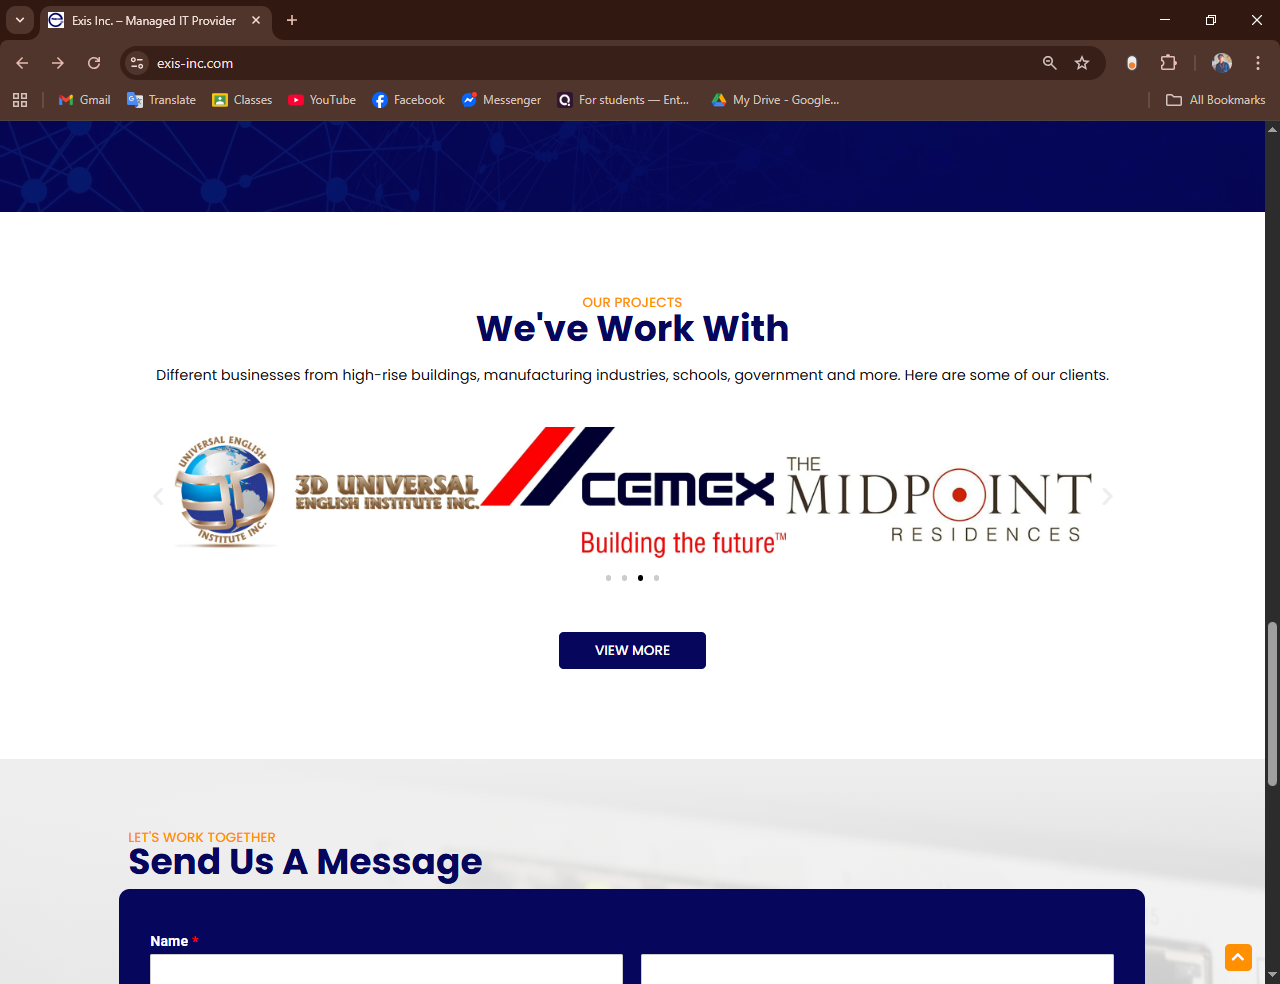 Exis Inc. – Managed IT Provider
exis-inc.com
Gmail
Translate
Classes
YouTube
Facebook
Messenger
For students — Ent...
My Drive - Google...
All Bookmarks
OUR PROJECTS
We've Work With
Different businesses from high-rise buildings, manufacturing industries, schools, government and more. Here are some of our clients.
UNIVERSAL ENGLISH
INSTITUTE INC.
3D UNIVERSAL
ENGLISH INSTITUTE INC.
CEMEX
Building the future™
THE
MIDPOINT
RESIDENCES
VIEW MORE
LET'S WORK TOGETHER
Send Us A Message
Name *